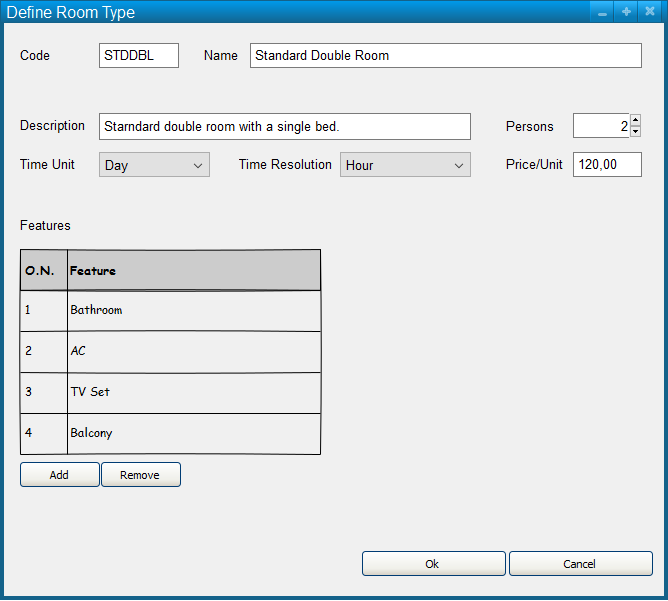 Define Room Type
Code STDDBL Name Standard Double Room
Description Starndard double room with a single bed. Persons 2
Time Unit Day Time Resolution Hour Price/Unit 120,00
Features
O.N. Feature
1 Bathroom
2 AC
3 TV Set
4 Balcony
Add Remove
Ok Cancel